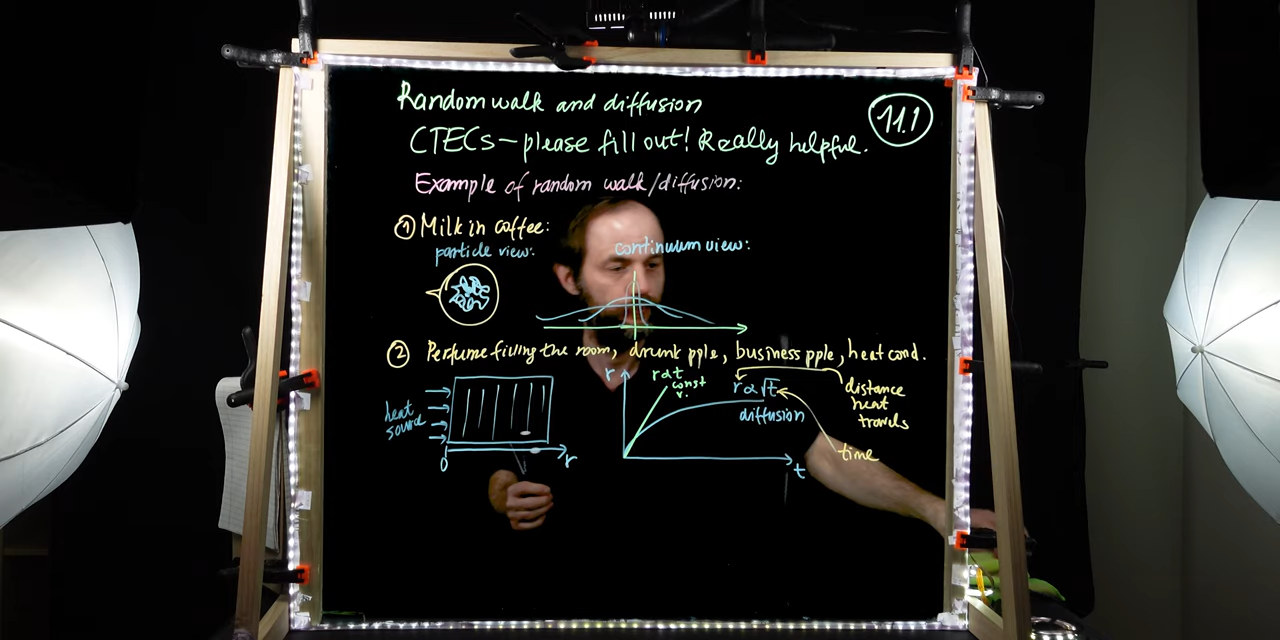 Random walk and diffusion
11.1
CTECs – please fill out! Really helpful.
Example of random walk/diffusion:
① Milk in coffee:
particle view:
continuum view:
② Perfume filling the room, drunk pple, business pple, heat cond.
heat
source
0
r
r
r∝t
const
v.
r∝√t
diffusion
t
distance
heat
travels
time